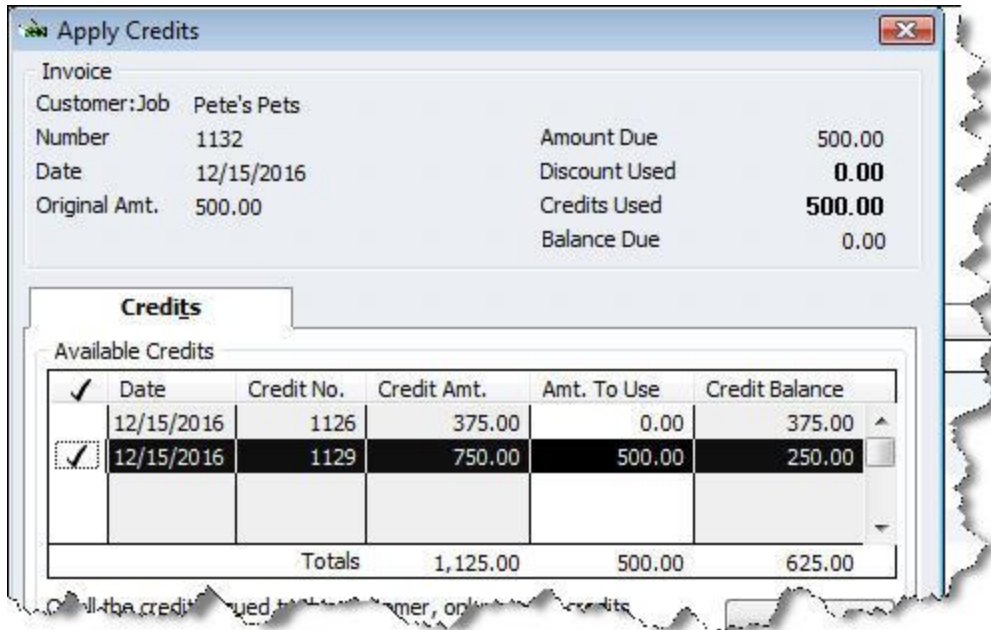 Apply Credits
Invoice
Customer:Job Pete's Pets
Number 1132 Amount Due 500.00
Date 12/15/2016 Discount Used 0.00
Original Amt. 500.00 Credits Used 500.00
Balance Due 0.00
Credits
Available Credits
✓ Date Credit No. Credit Amt. Amt. To Use Credit Balance
12/15/2016 1126 375.00 0.00 375.00
✓ 12/15/2016 1129 750.00 500.00 250.00
Totals 1,125.00 500.00 625.00
the credit